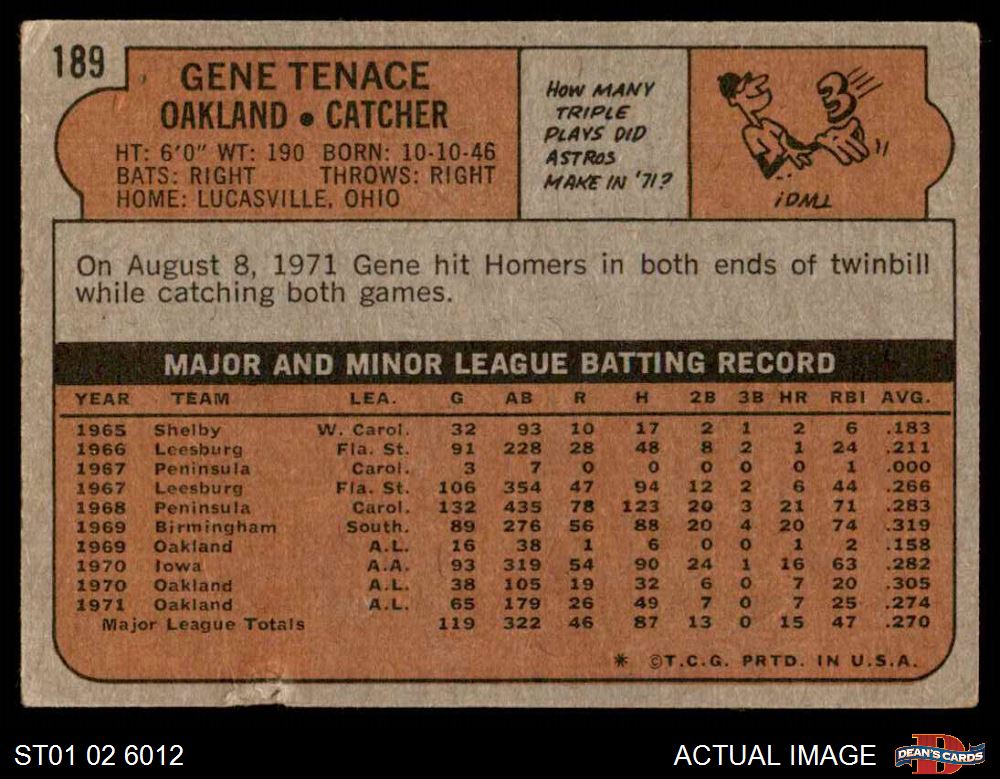 189
GENE TENACE
OAKLAND • CATCHER
HT: 6'0" WT: 190 BORN: 10-10-46
BATS: RIGHT THROWS: RIGHT
HOME: LUCASVILLE, OHIO
HOW MANY
TRIPLE
PLAYS DID
ASTROS
MAKE IN '71?
3
On August 8, 1971 Gene hit Homers in both ends of twinbill
while catching both games.
MAJOR AND MINOR LEAGUE BATTING RECORD
YEAR TEAM LEA. G AB R H 2B 3B HR RBI AVG.
1965 Shelby W. Carol. 32 93 10 17 2 1 2 6 .183
1966 Leesburg Fla. St. 91 228 28 48 8 2 1 24 .211
1967 Peninsula Carol. 3 7 0 0 0 0 0 1 .000
1967 Leesburg Fla. St. 106 354 47 94 12 2 6 44 .266
1968 Peninsula Carol. 132 435 78 123 20 3 21 71 .283
1969 Birmingham South. 89 276 56 88 20 4 20 74 .319
1969 Oakland A.L. 16 38 1 6 0 0 1 2 .158
1970 Iowa A.A. 93 319 54 90 24 1 16 63 .282
1970 Oakland A.L. 38 105 19 32 6 0 7 20 .305
1971 Oakland A.L. 65 179 26 49 7 0 7 25 .274
Major League Totals 119 322 46 87 13 0 15 47 .270
* ©T.C.G. PRTD. IN U.S.A.
ST01 02 6012
ACTUAL IMAGE
DEAN'S CARDS